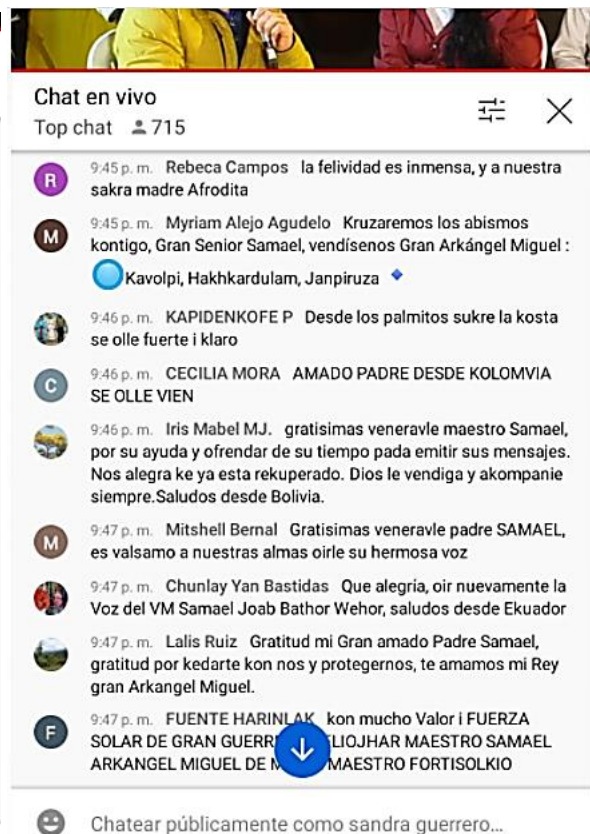 Chat en vivo
Top chat 715
R
9:45 p. m. Rebeca Campos la felividad es inmensa, y a nuestra
sakra madre Afrodita
M
9:45 p. m. Myriam Alejo Agudelo Kruzaremos los abismos
kontigo, Gran Senior Samael, vendísenos Gran Arkángel Miguel :
Kavolpi, Hakhkardulam, Janpiruza
9:46 p. m. KAPIDENKOFE P Desde los palmitos sukre la kosta
se olle fuerte i klaro
C
9:46 p. m. CECILIA MORA AMADO PADRE DESDE KOLOMVIA
SE OLLE VIEN
9:46 p. m. Iris Mabel MJ. gratisimas veneravle maestro Samael,
por su ayuda y ofrendar de su tiempo pada emitir sus mensajes.
Nos alegra ke ya esta rekuperado. Dios le vendiga y akompanie
siempre.Saludos desde Bolivia.
M
9:47 p. m. Mitshell Bernal Gratisimas veneravle padre SAMAEL,
es valsamo a nuestras almas oirle su hermosa voz
9:47 p. m. Chunlay Yan Bastidas Que alegría, oir nuevamente la
Voz del VM Samael Joab Bathor Wehor, saludos desde Ekuador
9:47 p. m. Lalis Ruiz Gratitud mi Gran amado Padre Samael,
gratitud por kedarte kon nos y protegernos, te amamos mi Rey
gran Arkangel Miguel.
F
9:47 p. m. FUENTE HARINLAK kon mucho Valor i FUERZA
SOLAR DE GRAN MAESTRO SAMAEL
ARKANGEL MIGUEL DE MAESTRO FORTISOLKIO
Chatear públicamente como sandra guerrero...